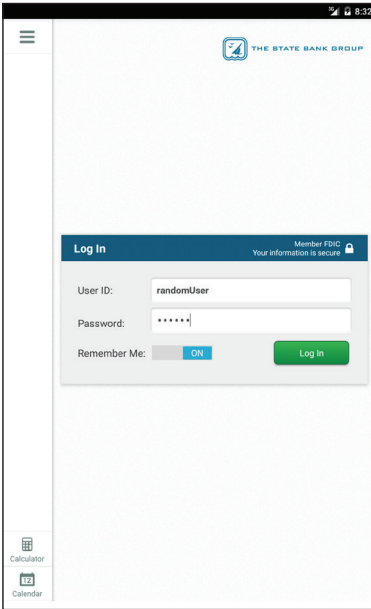 3G 8:32
THE STATE BANK GROUP
Log In
Member FDIC
Your information is secure
User ID: randomUser
Password: ••••••
Remember Me: ON
Log In
Calculator
12
Calendar